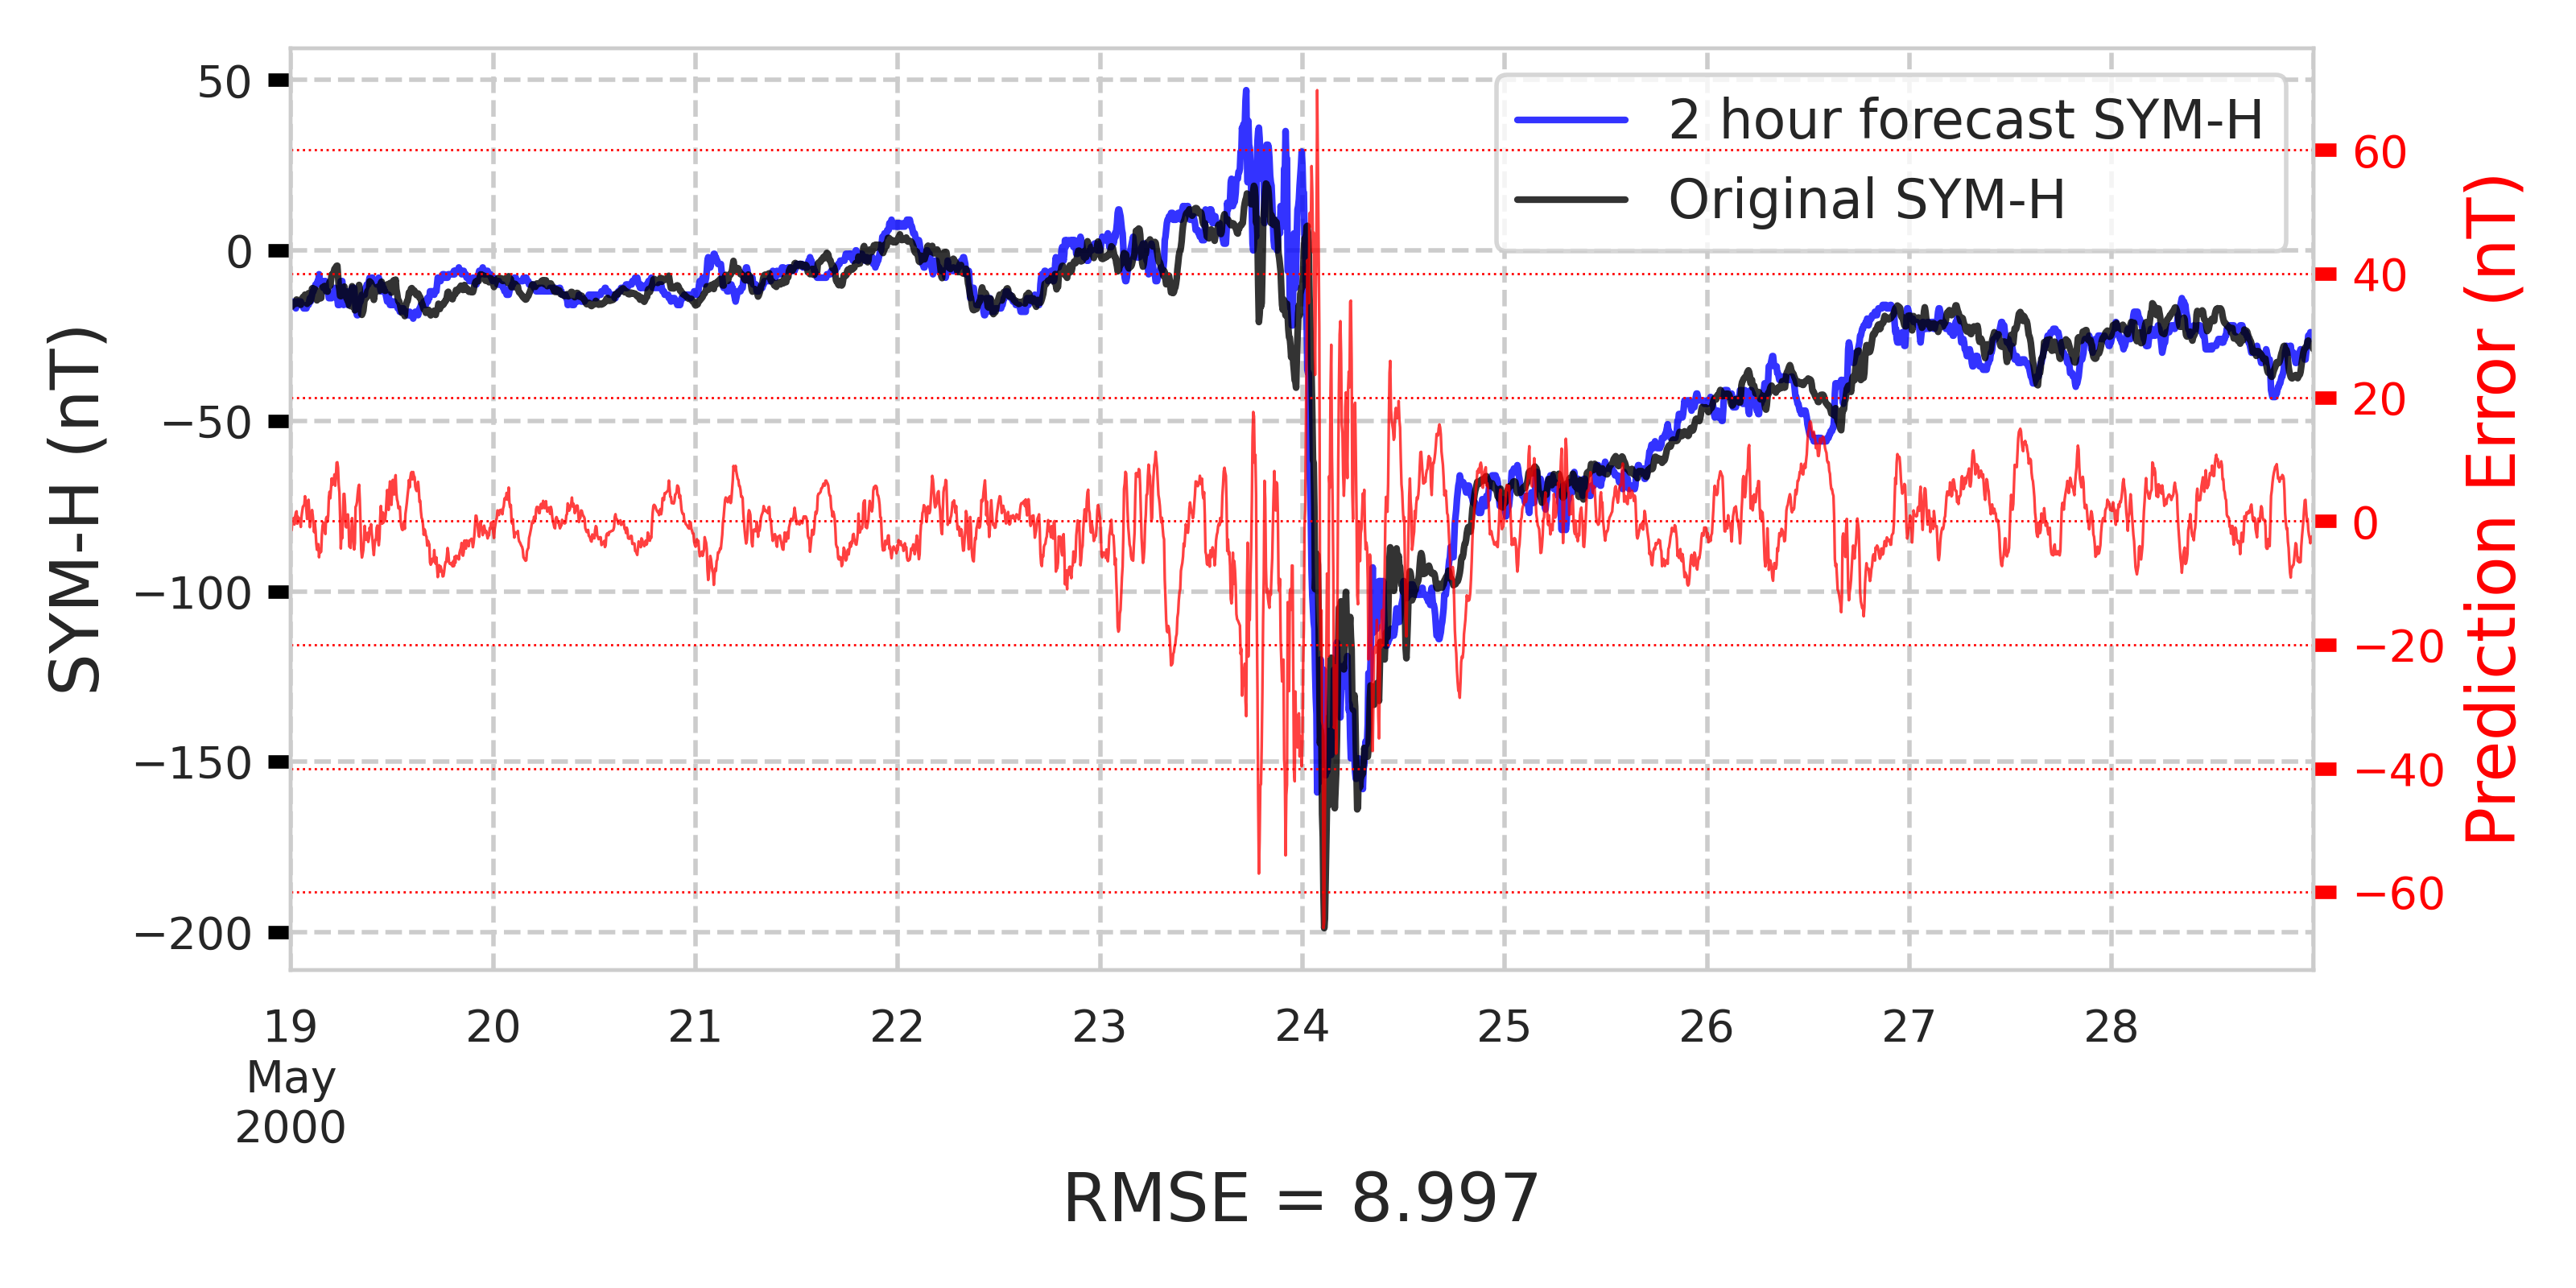 2 hour forecast SYM-H
Original SYM-H
SYM-H (nT)
50
0
−50
−100
−150
−200
60
40
20
0
−20
−40
−60
Prediction Error (nT)
19 20 21 22 23 24 25 26 27 28
May
2000
RMSE = 8.997